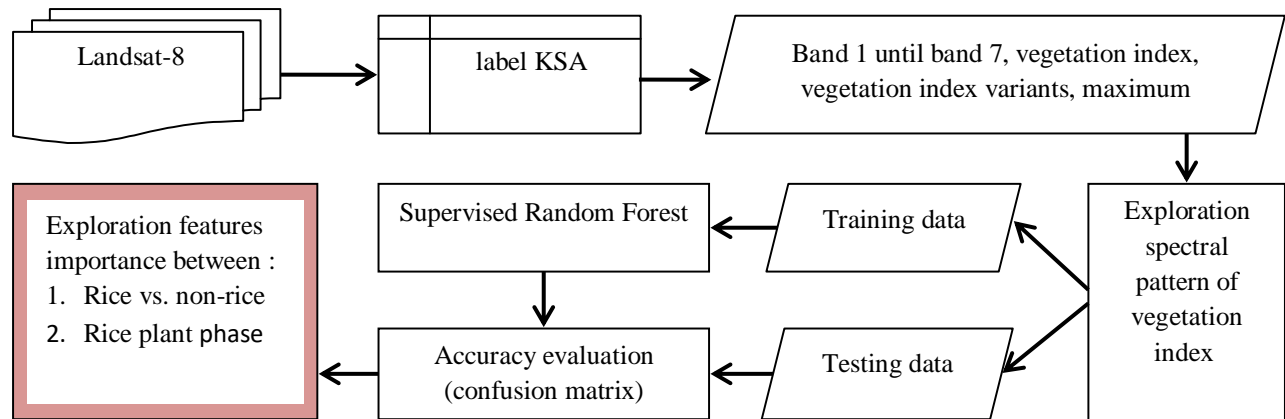 Landsat-8
label KSA
Band 1 until band 7, vegetation index,
vegetation index variants, maximum
Exploration
spectral
pattern of
vegetation
index
Training data
Supervised Random Forest
Testing data
Accuracy evaluation
(confusion matrix)
Exploration features
importance between :
1. Rice vs. non-rice
2. Rice plant phase